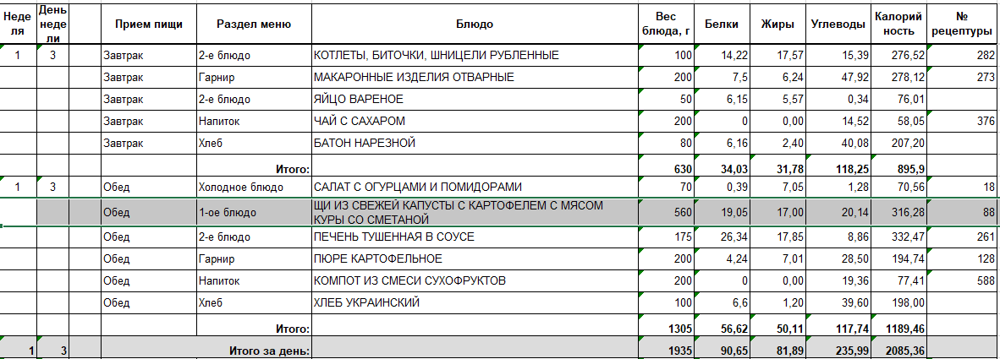 Неде ля День неде ли Прием пищи Раздел меню Блюдо Вес блюда, г Белки Жиры Углеводы Калорий ность № рецептуры
1 3 Завтрак 2-е блюдо КОТЛЕТЫ, БИТОЧКИ, ШНИЦЕЛИ РУБЛЕННЫЕ 100 14,22 17,57 15,39 276,52 282
Завтрак Гарнир МАКАРОННЫЕ ИЗДЕЛИЯ ОТВАРНЫЕ 200 7,5 6,24 47,92 278,12 273
Завтрак 2-е блюдо ЯЙЦО ВАРЕНОЕ 50 6,15 5,57 0,34 76,01
Завтрак Напиток ЧАЙ С САХАРОМ 200 0 0,00 14,52 58,05 376
Завтрак Хлеб БАТОН НАРЕЗНОЙ 80 6,16 2,40 40,08 207,20
Итого: 630 34,03 31,78 118,25 895,9
1 3 Обед Холодное блюдо САЛАТ С ОГУРЦАМИ И ПОМИДОРАМИ 70 0,39 7,05 1,28 70,56 18
Обед 1-ое блюдо ЩИ ИЗ СВЕЖЕЙ КАПУСТЫ С КАРТОФЕЛЕМ С МЯСОМ КУРЫ СО СМЕТАНОЙ 560 19,05 17,00 20,14 316,28 88
Обед 2-е блюдо ПЕЧЕНЬ ТУШЕННАЯ В СОУСЕ 175 26,34 17,85 8,86 332,47 261
Обед Гарнир ПЮРЕ КАРТОФЕЛЬНОЕ 200 4,24 7,01 28,50 194,74 128
Обед Напиток КОМПОТ ИЗ СМЕСИ СУХОФРУКТОВ 200 0 0,00 19,36 77,41 588
Обед Хлеб ХЛЕБ УКРАИНСКИЙ 100 6,6 1,20 39,60 198,00
Итого: 1305 56,62 50,11 117,74 1189,46
1 3 Итого за день: 1935 90,65 81,89 235,99 2085,36